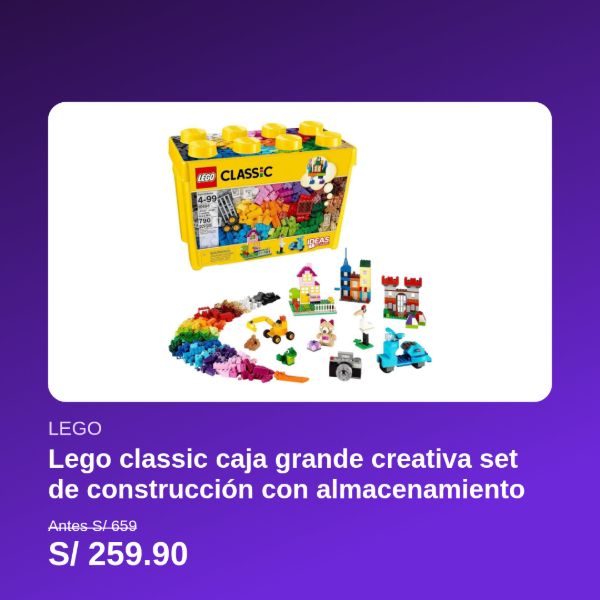 LEGO
CLASSIC
4-99
790
IDEAS
LEGO
Lego classic caja grande creativa set
de construcción con almacenamiento
Antes S/ 659
S/ 259.90